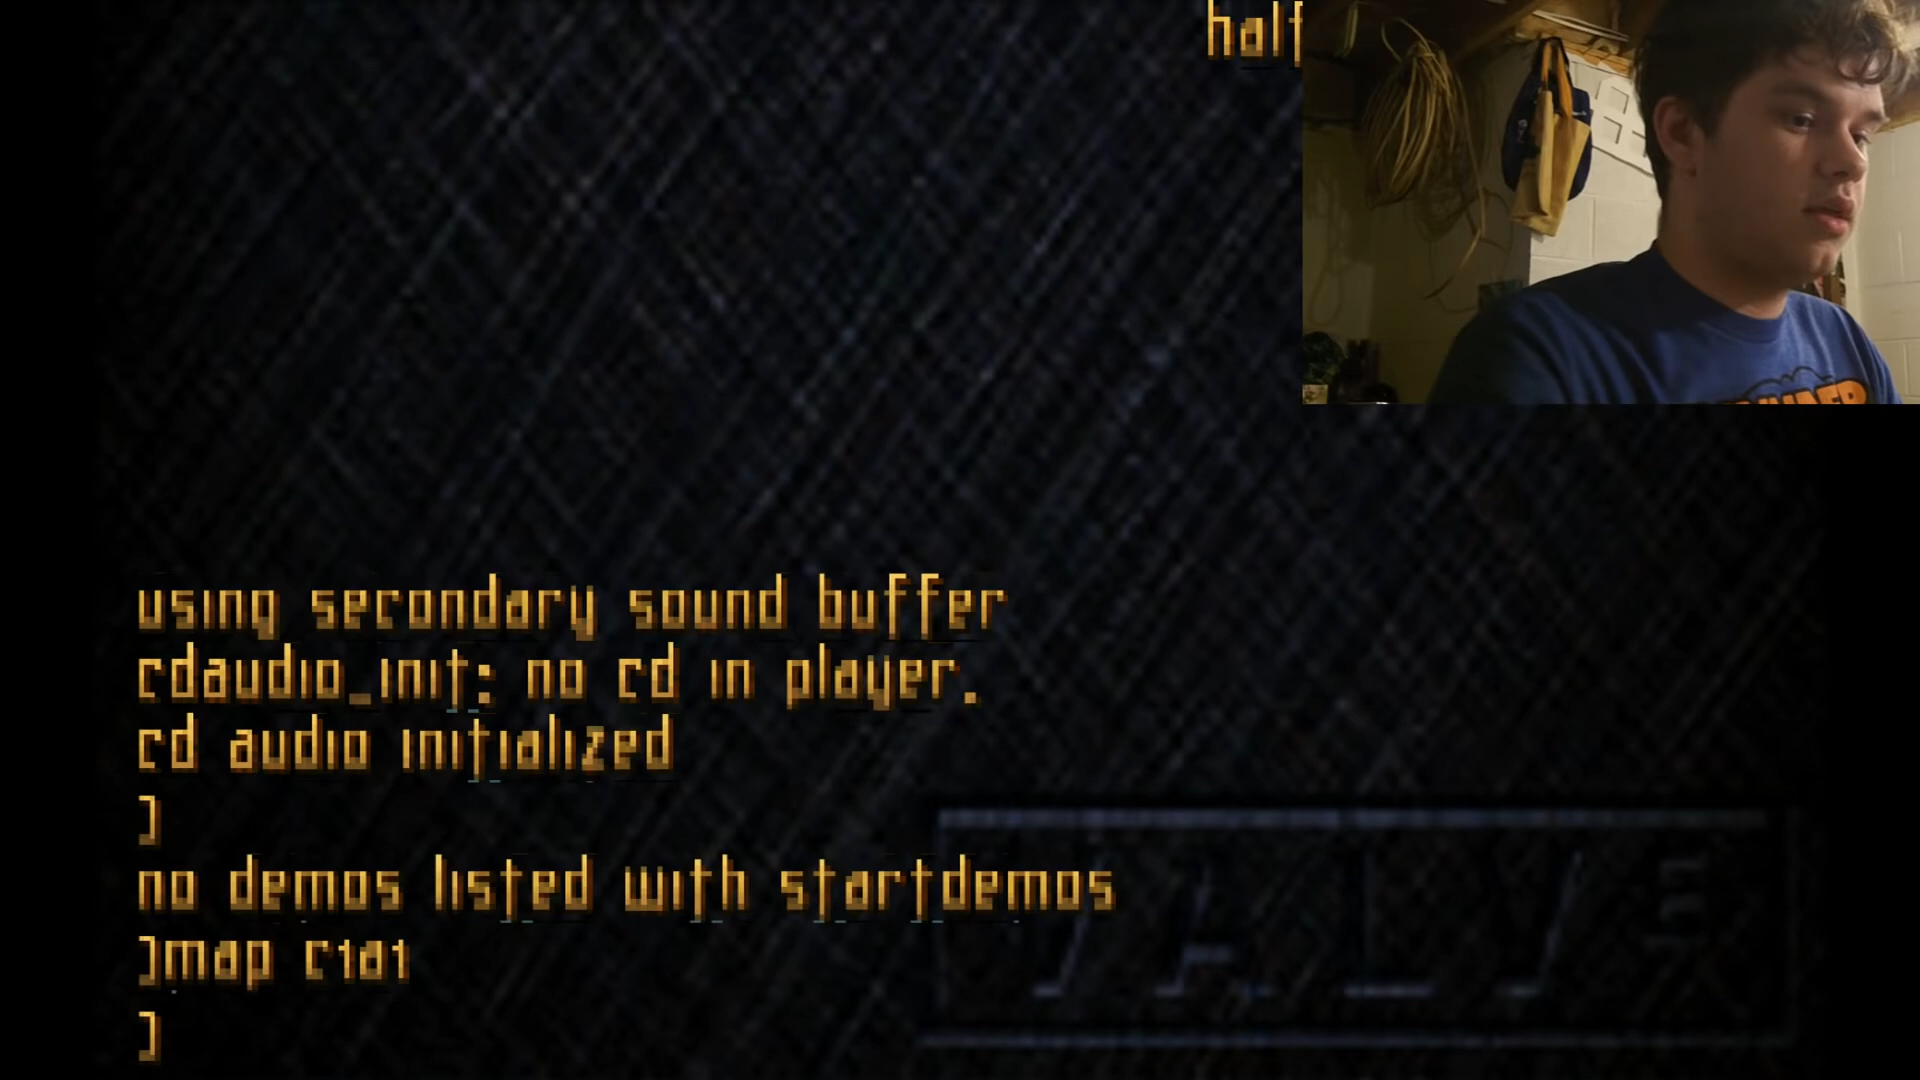 half
using secondary sound buffer
cdaudio_init: no cd in player.
cd audio initialized
]
no demos listed with startdemos
]map c1a1
]